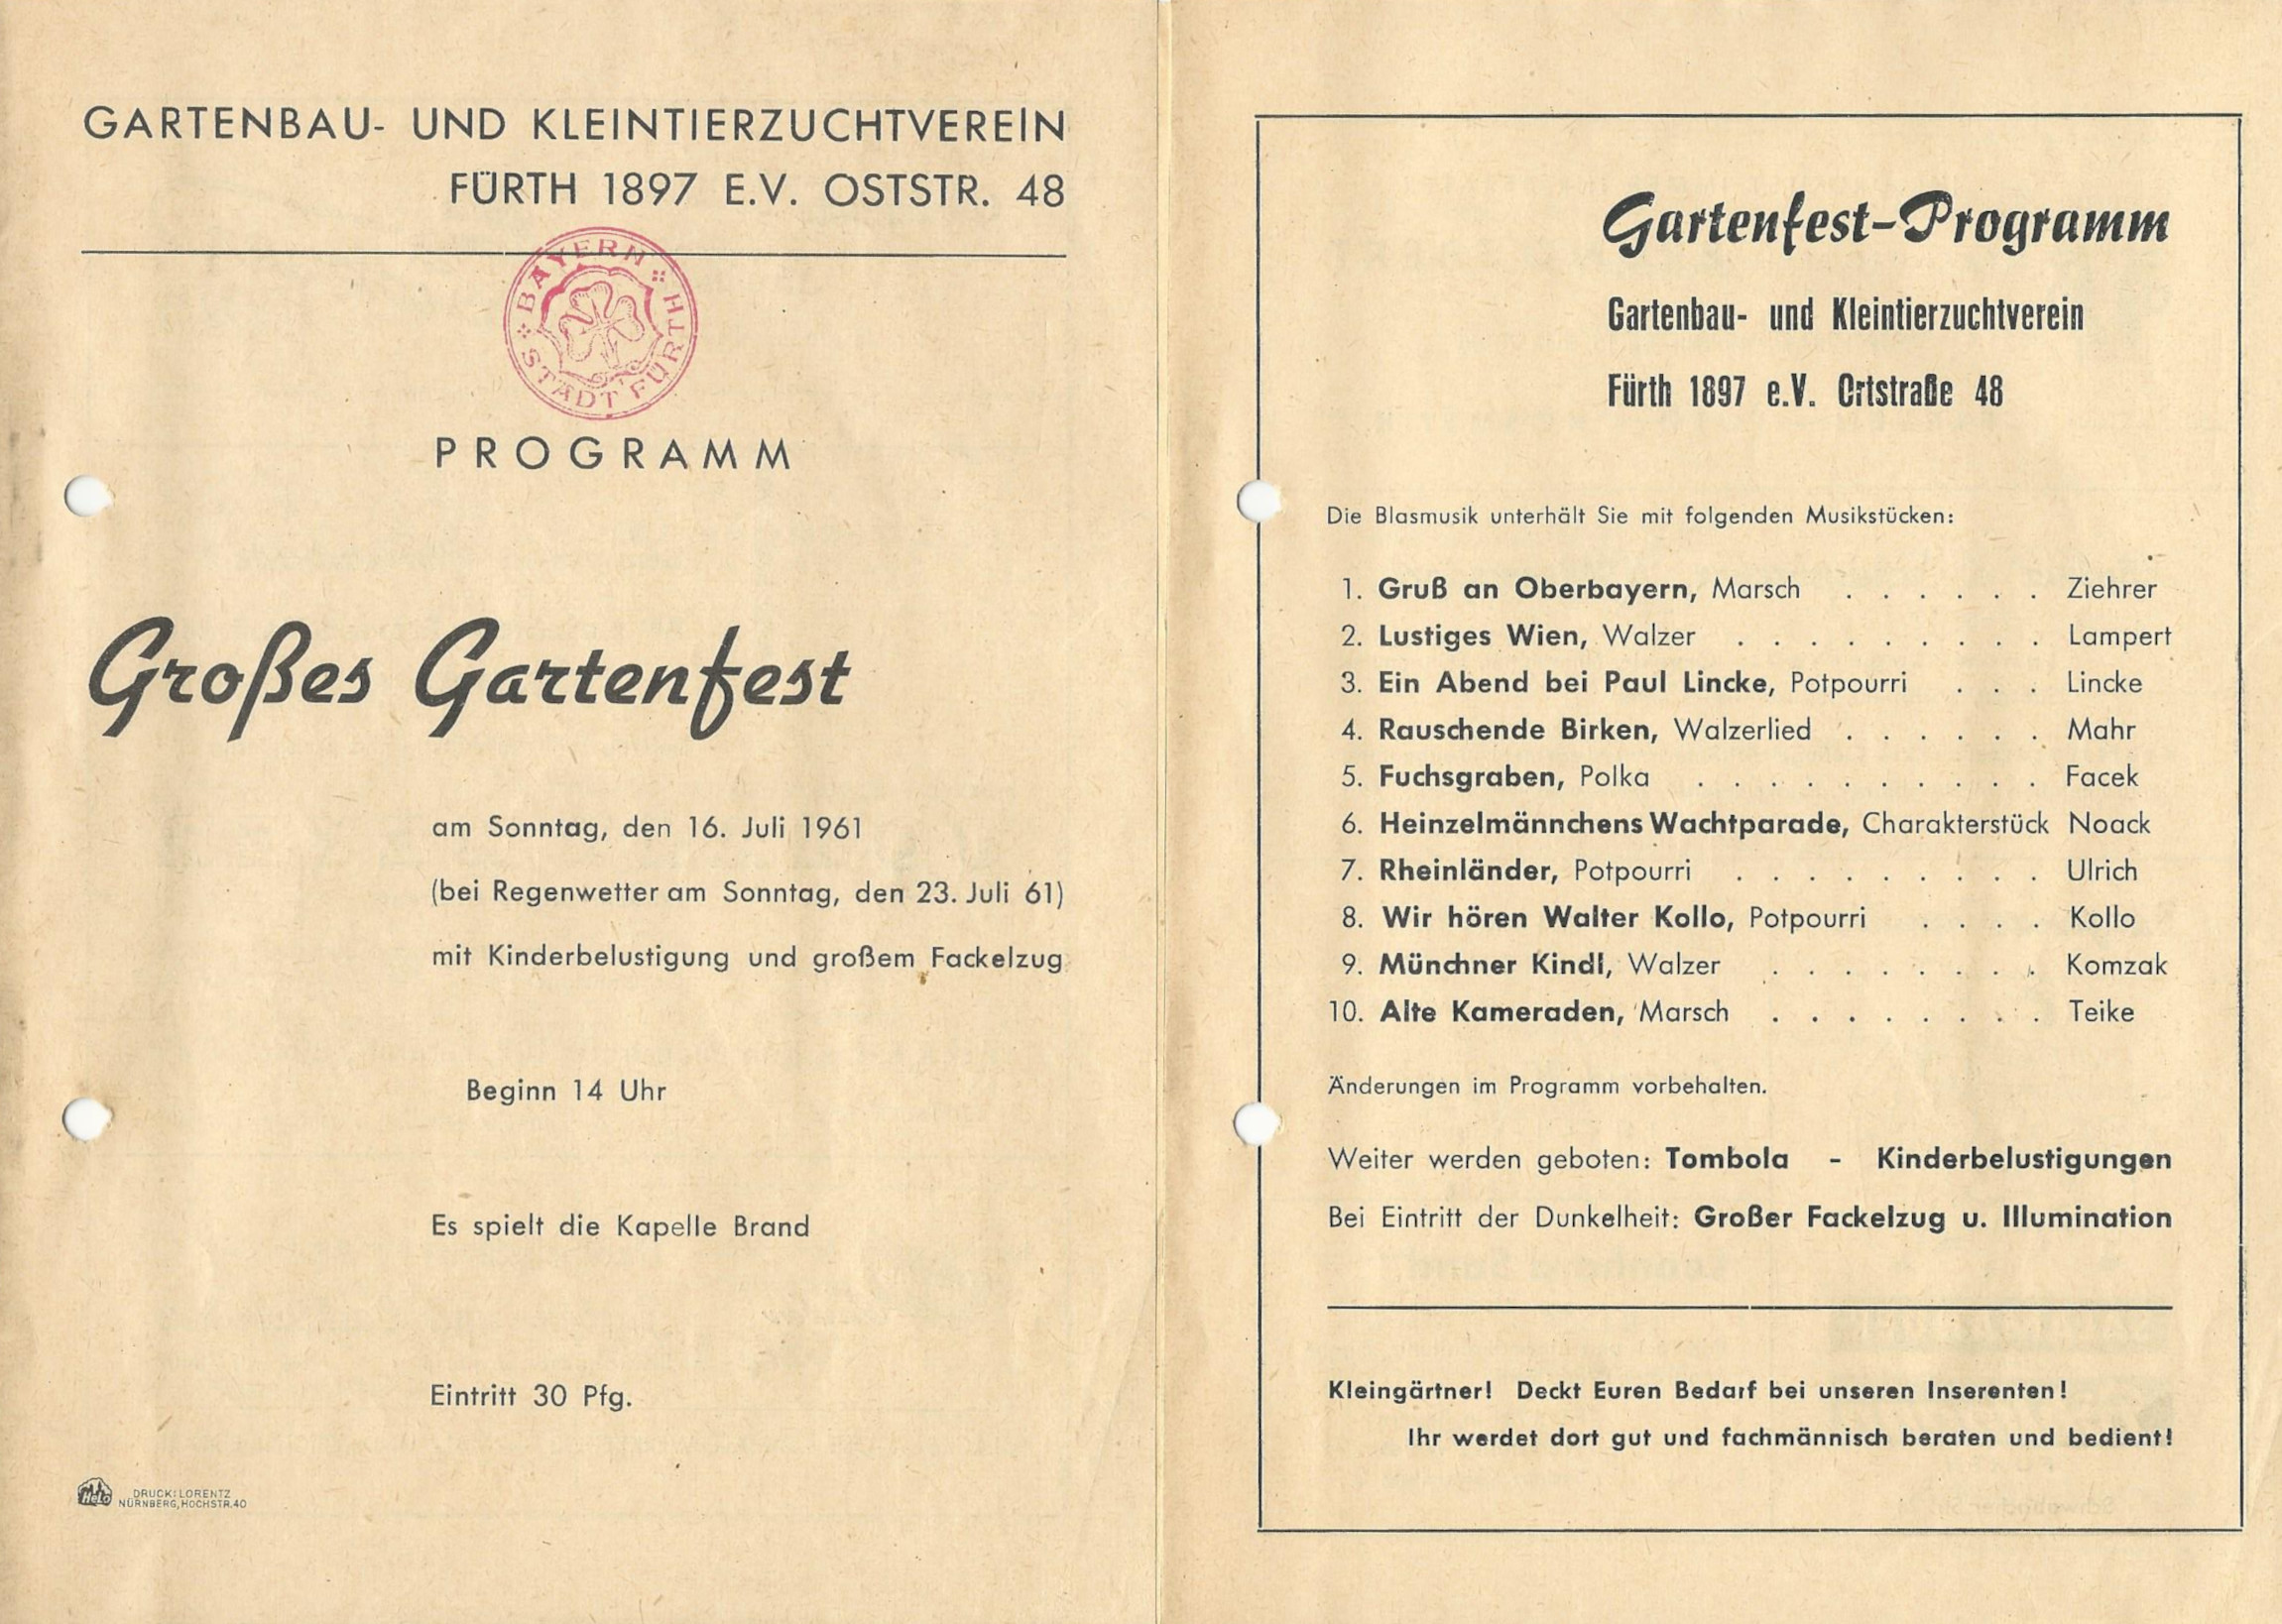 GARTENBAU- UND KLEINTIERZUCHTVEREIN
FÜRTH 1897 E.V. OSTSTR. 48
BAYERN
STADT FÜRTH
PROGRAMM
Großes Gartenfest
am Sonntag, den 16. Juli 1961
(bei Regenwetter am Sonntag, den 23. Juli 61)
mit Kinderbelustigung und großem Fackelzug
Beginn 14 Uhr
Es spielt die Kapelle Brand
Eintritt 30 Pfg.
HeLo
DRUCK: LORENTZ
NÜRNBERG, HOCHSTR. 40
Gartenfest-Programm
Gartenbau- und Kleintierzuchtverein
Fürth 1897 e.V. Ortstraße 48
Die Blasmusik unterhält Sie mit folgenden Musikstücken:
1. Gruß an Oberbayern, Marsch . . . . . . Ziehrer
2. Lustiges Wien, Walzer . . . . . . . . . Lampert
3. Ein Abend bei Paul Lincke, Potpourri . . . Lincke
4. Rauschende Birken, Walzerlied . . . . . . Mahr
5. Fuchsgraben, Polka . . . . . . . . . . Facek
6. Heinzelmännchens Wachtparade, Charakterstück Noack
7. Rheinländer, Potpourri . . . . . . . . . Ulrich
8. Wir hören Walter Kollo, Potpourri . . . . Kollo
9. Münchner Kindl, Walzer . . . . . . . . Komzak
10. Alte Kameraden, Marsch . . . . . . . . Teike
Änderungen im Programm vorbehalten.
Weiter werden geboten: Tombola - Kinderbelustigungen
Bei Eintritt der Dunkelheit: Großer Fackelzug u. Illumination
Kleingärtner! Deckt Euren Bedarf bei unseren Inserenten!
Ihr werdet dort gut und fachmännisch beraten und bedient!